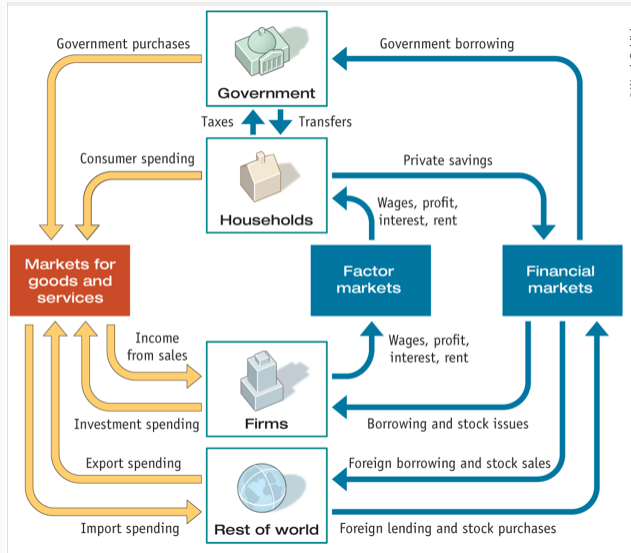 Government purchases
Government borrowing
Government
Taxes
Transfers
Consumer spending
Private savings
Households
Wages, profit,
interest, rent
Markets for
goods and
services
Factor
markets
Financial
markets
Income
from sales
Wages, profit,
interest, rent
Investment spending
Firms
Borrowing and stock issues
Export spending
Foreign borrowing and stock sales
Import spending
Rest of world
Foreign lending and stock purchases